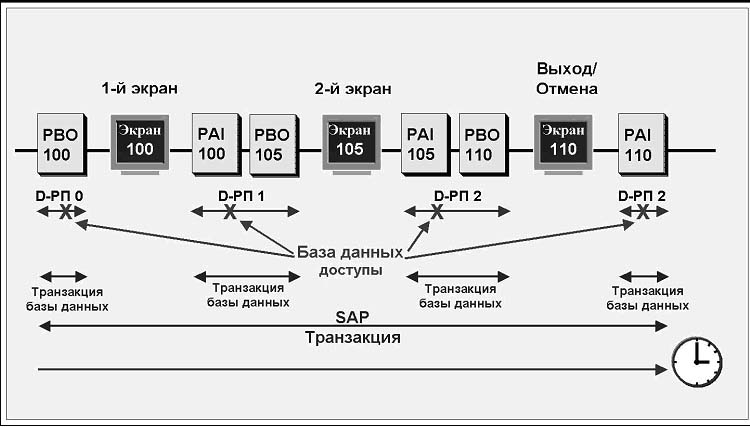 1-й экран
2-й экран
Выход/
Отмена
PBO
100
Экран
100
PAI
100
PBO
105
Экран
105
PAI
105
PBO
110
Экран
110
PAI
110
D-РП 0
D-РП 1
D-РП 2
D-РП 2
База данных
доступы
Транзакция
базы данных
Транзакция
базы данных
Транзакция
базы данных
Транзакция
базы данных
SAP
Транзакция